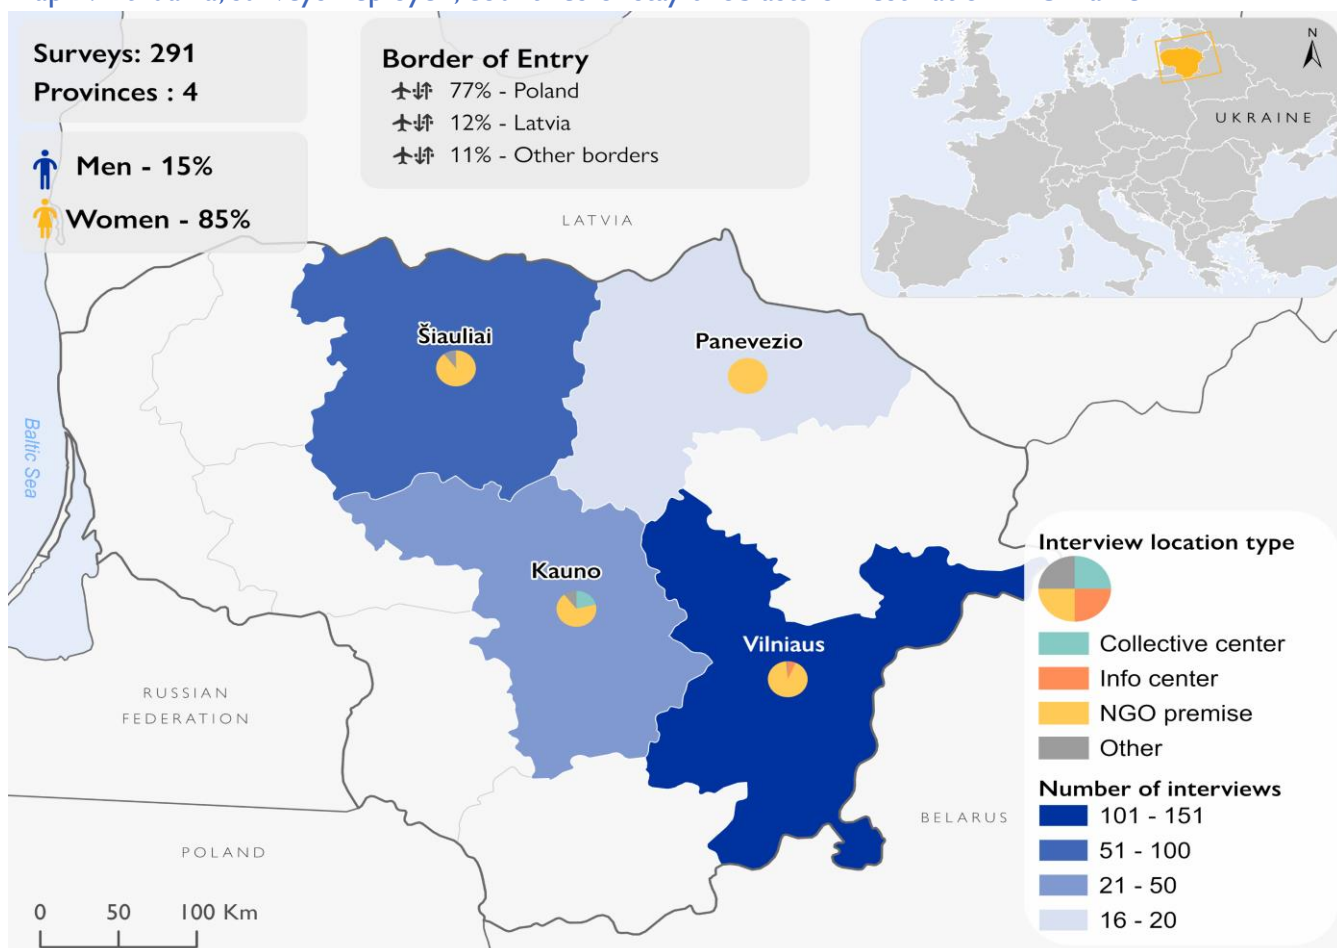 Surveys: 291
Provinces : 4
Men - 15%
Women - 85%
Border of Entry
77% - Poland
12% - Latvia
11% - Other borders
N
UKRAINE
LATVIA
Šiauliai
Panevezio
Baltic Sea
Kauno
Vilniaus
RUSSIAN
FEDERATION
POLAND
BELARUS
Interview location type
Collective center
Info center
NGO premise
Other
Number of interviews
101 - 151
51 - 100
21 - 50
16 - 20
0 50 100 Km